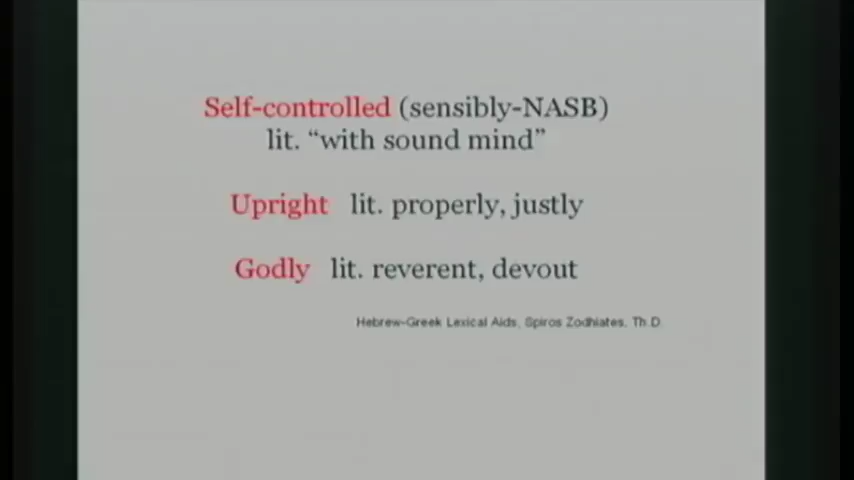 Self-controlled (sensibly-NASB)
lit. “with sound mind”
Upright lit. properly, justly
Godly lit. reverent, devout
Hebrew-Greek Lexical Aids, Spiros Zodhiates, Th.D.